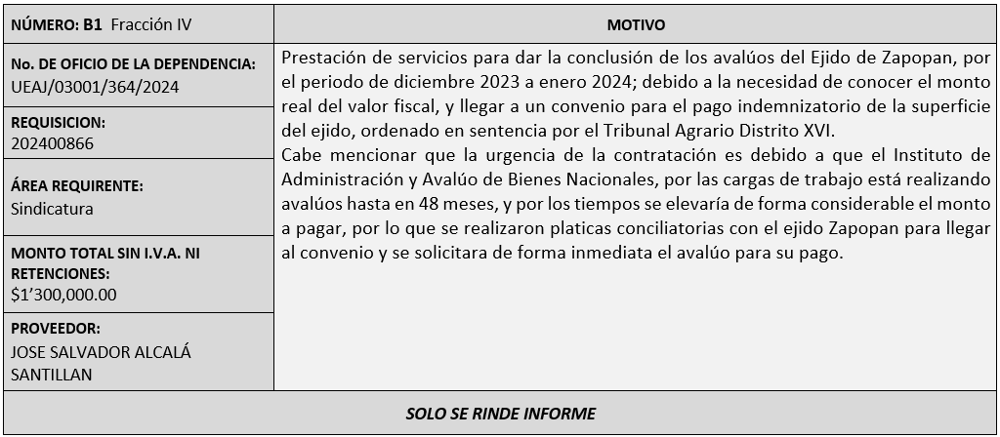 NÚMERO: B1 Fracción IV
No. DE OFICIO DE LA DEPENDENCIA:
UEAJ/03001/364/2024
REQUISICION:
202400866
ÁREA REQUIRENTE:
Sindicatura
MONTO TOTAL SIN I.V.A. NI
RETENCIONES:
$1’300,000.00
PROVEEDOR:
JOSE SALVADOR ALCALÁ
SANTILLAN
MOTIVO
Prestación de servicios para dar la conclusión de los avalúos del Ejido de Zapopan, por
el periodo de diciembre 2023 a enero 2024; debido a la necesidad de conocer el monto
real del valor fiscal, y llegar a un convenio para el pago indemnizatorio de la superficie
del ejido, ordenado en sentencia por el Tribunal Agrario Distrito XVI.
Cabe mencionar que la urgencia de la contratación es debido a que el Instituto de
Administración y Avalúo de Bienes Nacionales, por las cargas de trabajo está realizando
avalúos hasta en 48 meses, y por los tiempos se elevaría de forma considerable el monto
a pagar, por lo que se realizaron platicas conciliatorias con el ejido Zapopan para llegar
al convenio y se solicitara de forma inmediata el avalúo para su pago.
SOLO SE RINDE INFORME